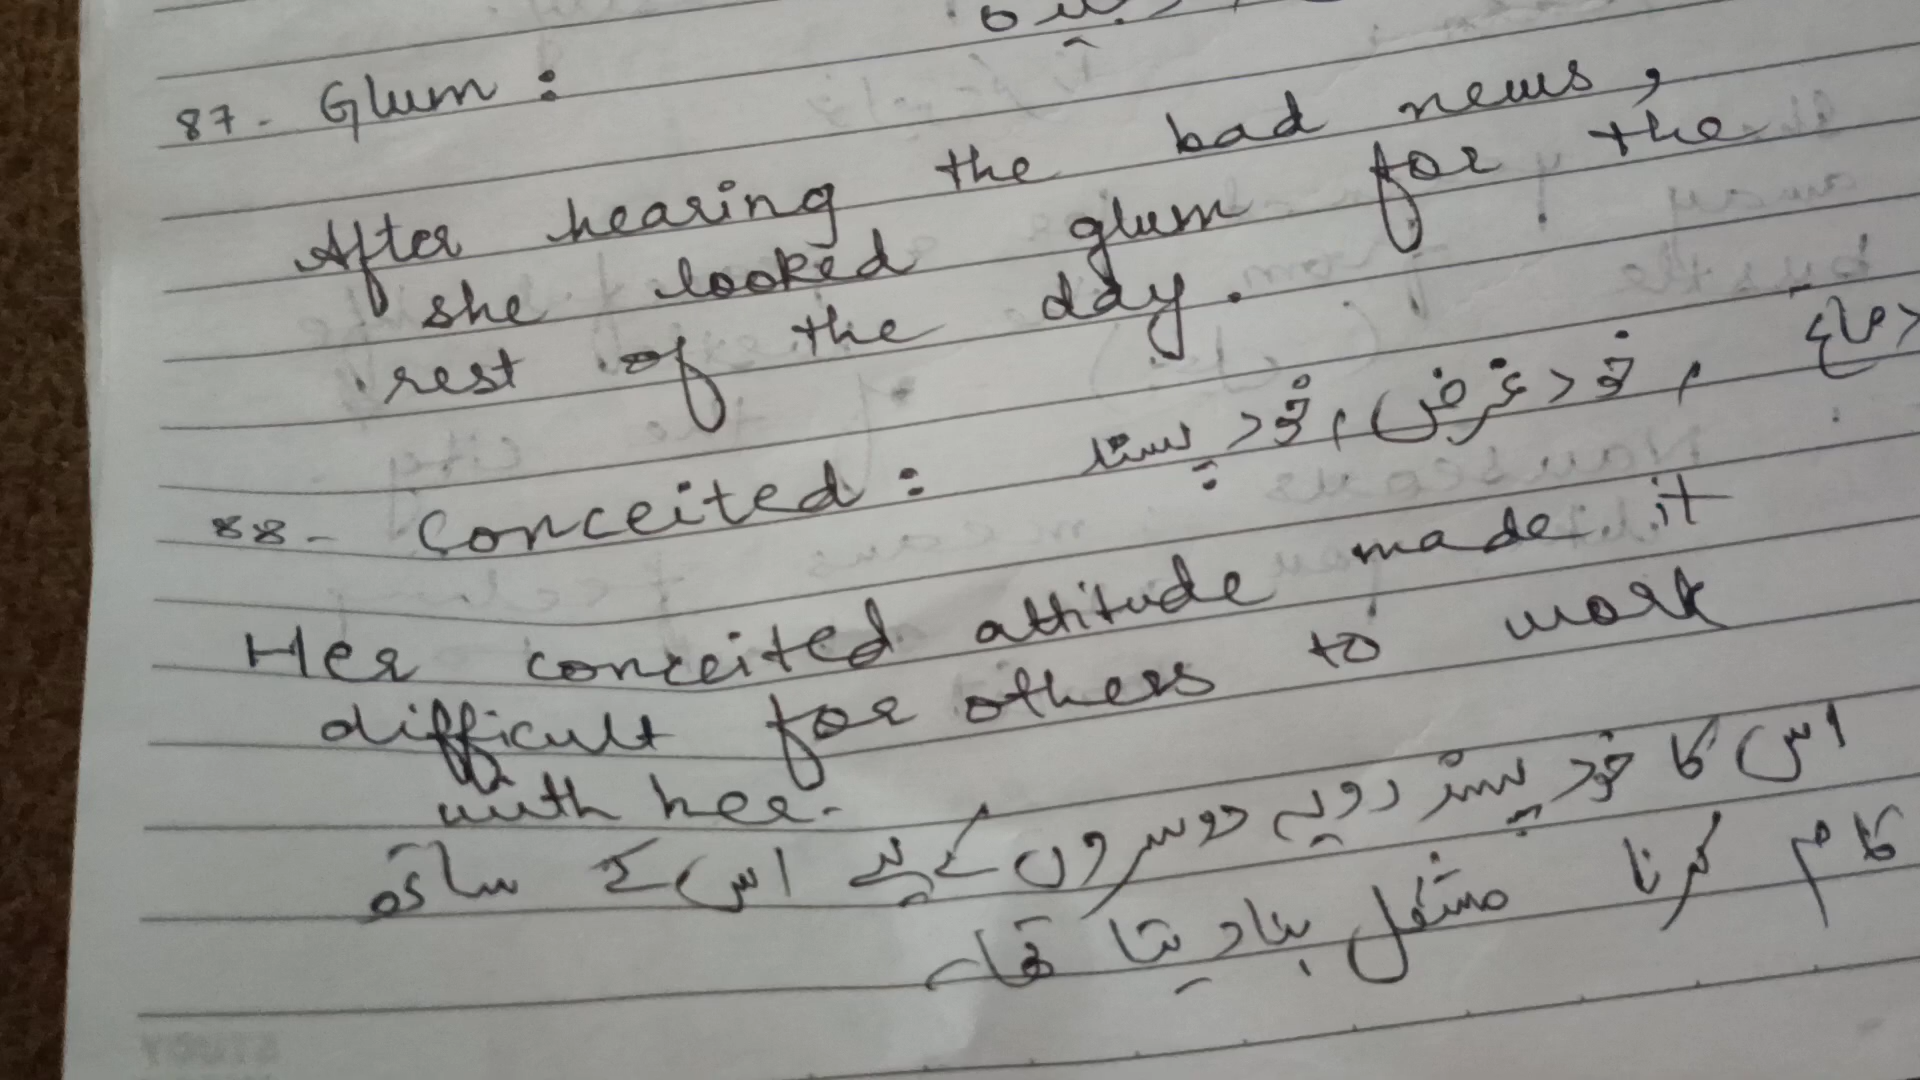 87- Glum :
After hearing the bad news,
she looked glum for the
rest of the day.
88- Conceited : دماغ ، خود غرض ، خود پسند
Her conceited attitude made it
difficult for others to work
with her.
اس کا خود پسند رویہ دوسروں کے لیے اس کے ساتھ
کام کرنا مشکل بنا دیتا تھا۔